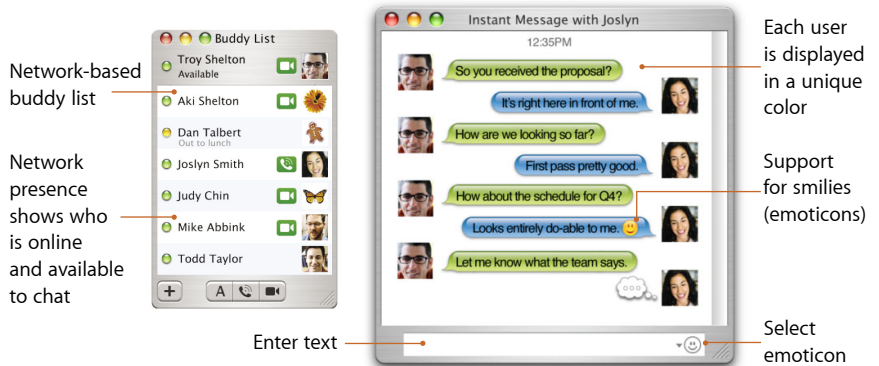 Network-based
buddy list
Network
presence
shows who
is online
and available
to chat
Buddy List
Troy Shelton
Available
Aki Shelton
Dan Talbert
Out to lunch
Joslyn Smith
Judy Chin
Mike Abbink
Todd Taylor
+
A
Instant Message with Joslyn
12:35PM
So you received the proposal?
It's right here in front of me.
How are we looking so far?
First pass pretty good.
How about the schedule for Q4?
Looks entirely do-able to me.
Let me know what the team says.
Enter text
Each user
is displayed
in a unique
color
Support
for smilies
(emoticons)
Select
emoticon